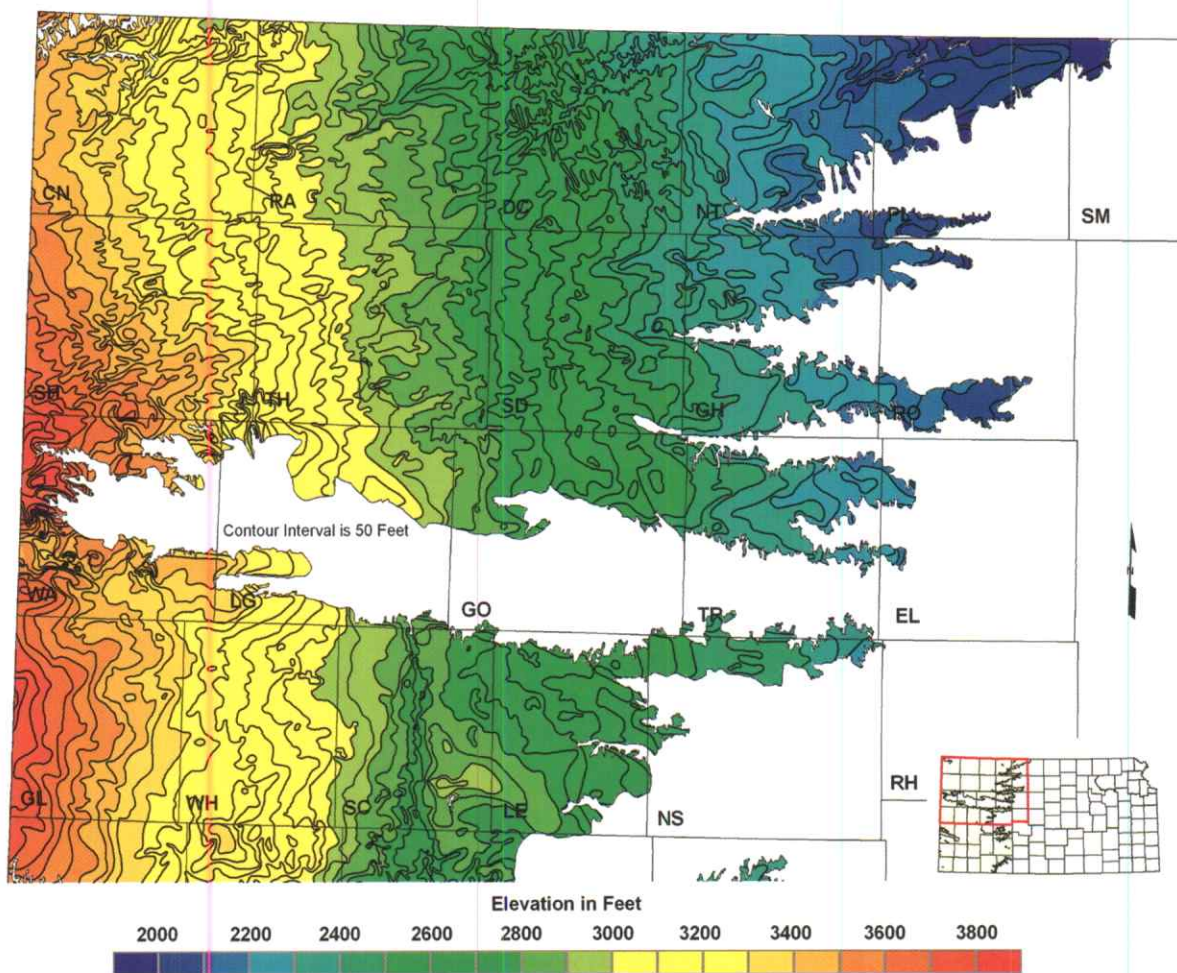 CN
RA
DC
NT
PL
SM
SH
TH
SD
GH
RO
Contour Interval is 50 Feet
WA
LG
GO
TR
EL
N
GL
WH
SC
LE
NS
RH
Elevation in Feet
2000 2200 2400 2600 2800 3000 3200 3400 3600 3800